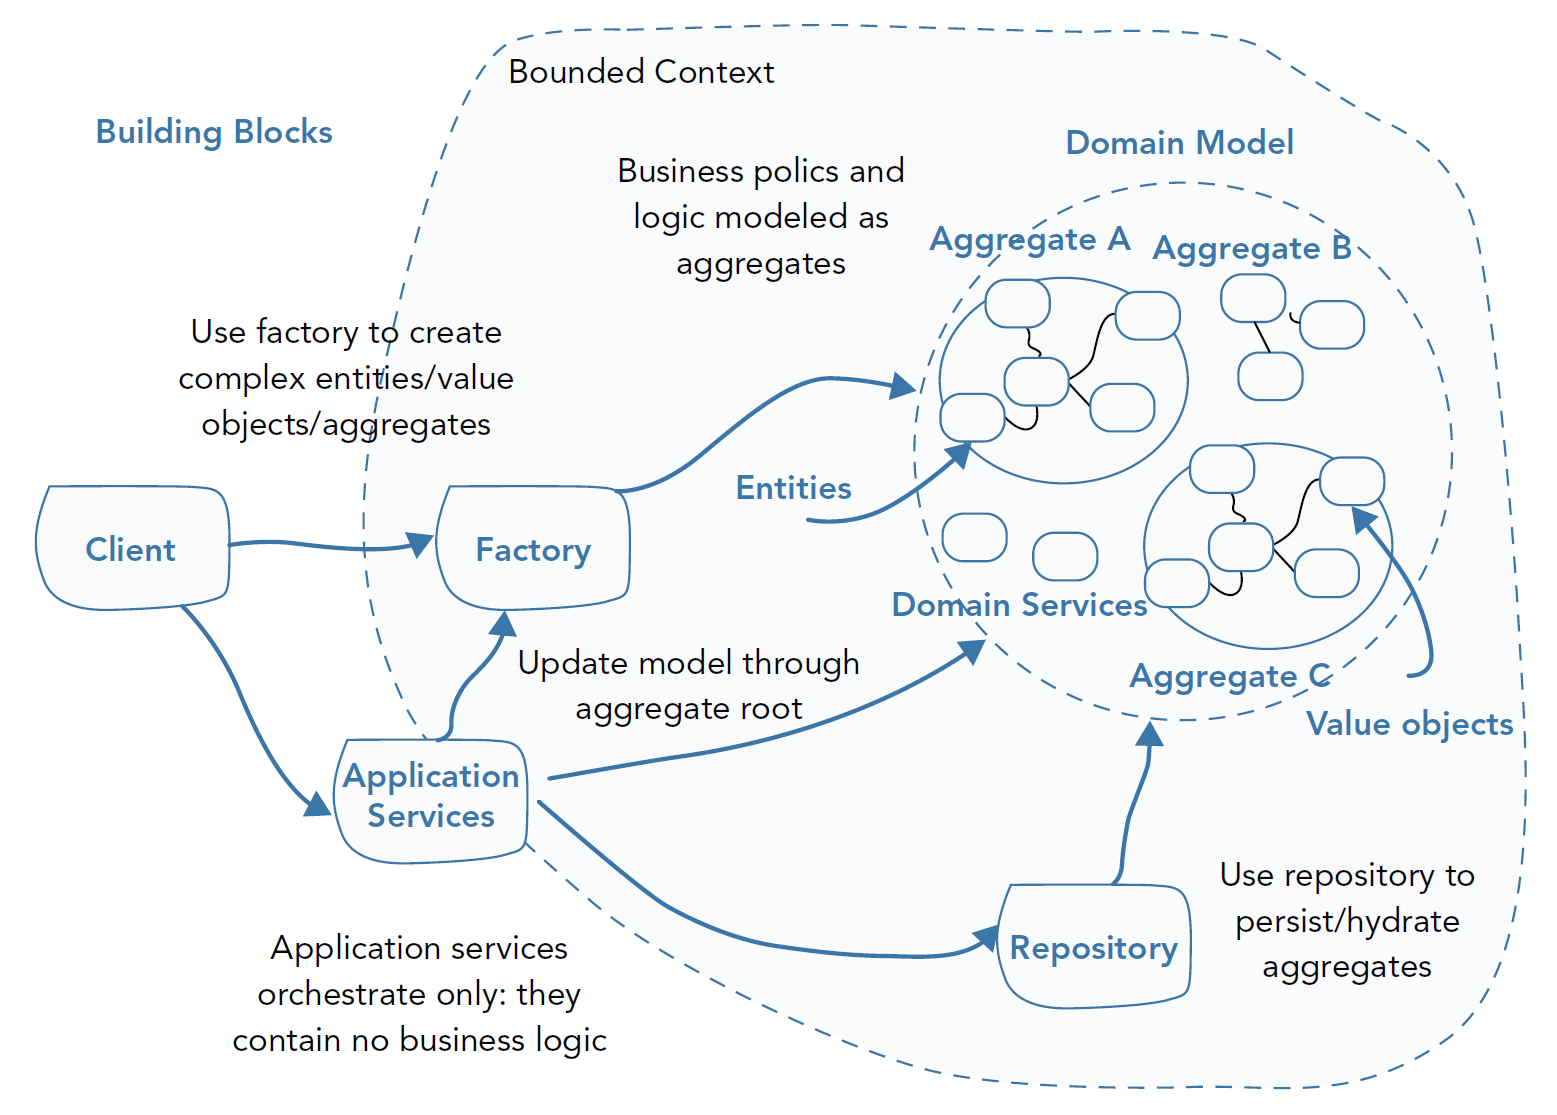 Bounded Context
Building Blocks
Domain Model
Business polics and
logic modeled as
aggregates
Aggregate A
Aggregate B
Use factory to create
complex entities/value
objects/aggregates
Entities
Client
Factory
Domain Services
Update model through
aggregate root
Aggregate C
Value objects
Application
Services
Use repository to
persist/hydrate
aggregates
Repository
Application services
orchestrate only: they
contain no business logic